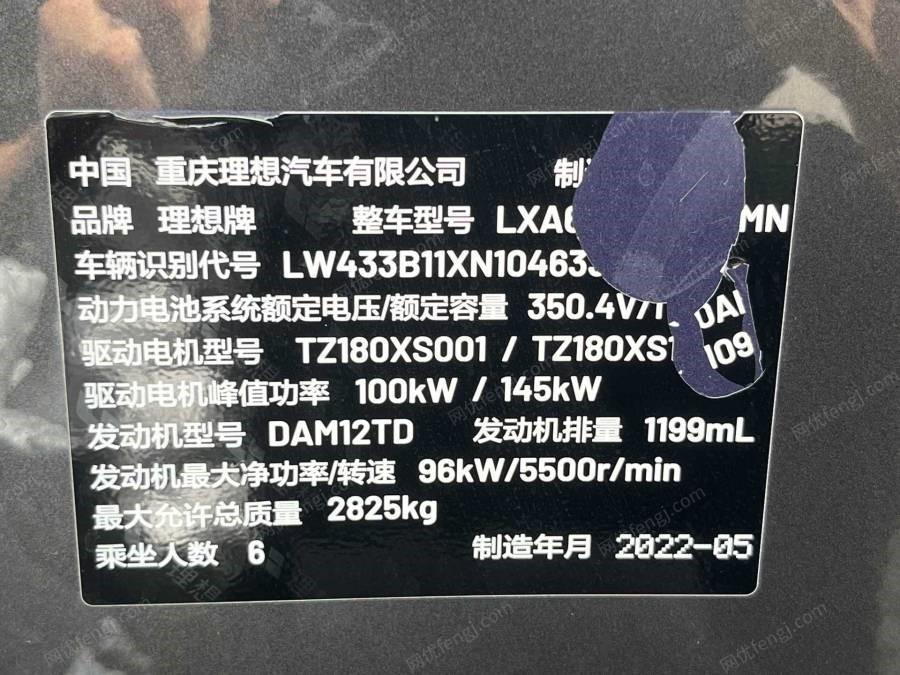 中国 重庆理想汽车有限公司 制
品牌 理想牌 整车型号 LXA6 MN
车辆识别代号 LW433B11XN104633
动力电池系统额定电压/额定容量 350.4V/
驱动电机型号 TZ180XS001 / TZ180XS1 109
驱动电机峰值功率 100kW / 145kW
发动机型号 DAM12TD 发动机排量 1199mL
发动机最大净功率/转速 96kW/5500r/min
最大允许总质量 2825kg
乘坐人数 6 制造年月 2022-05